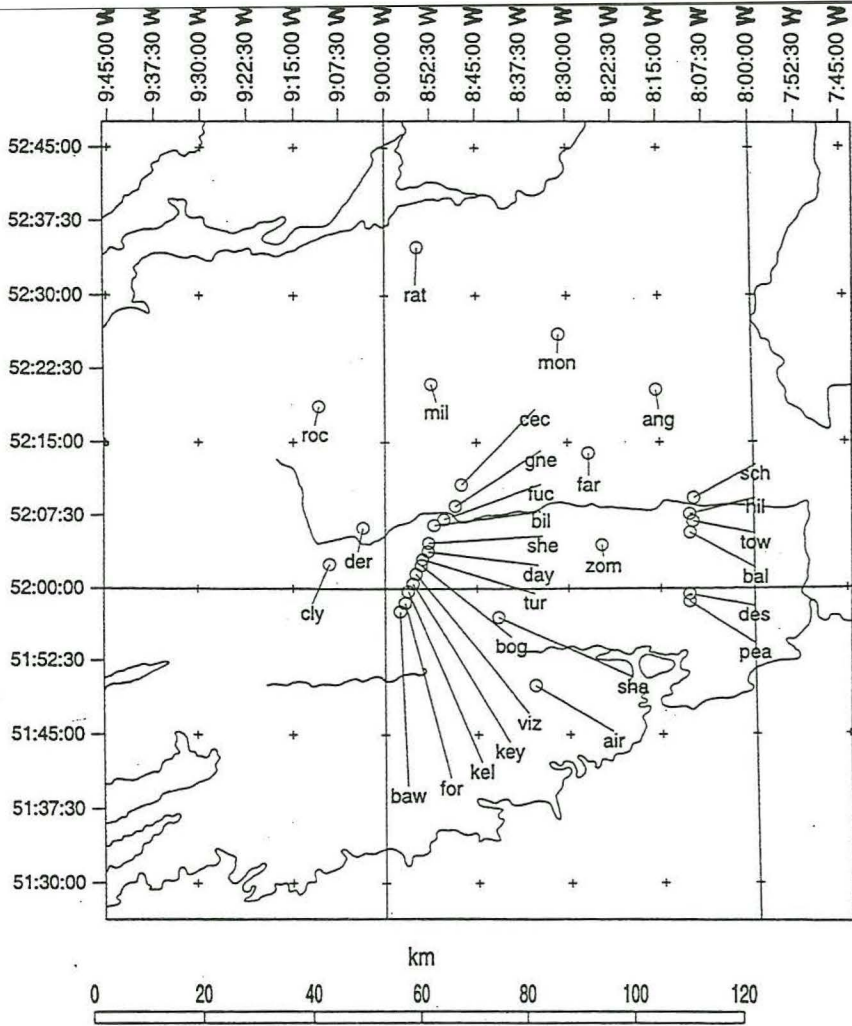 9:45:00 W
9:37:30 W
9:30:00 W
9:22:30 W
9:15:00 W
9:07:30 W
9:00:00 W
8:52:30 W
8:45:00 W
8:37:30 W
8:30:00 W
8:22:30 W
8:15:00 W
8:07:30 W
8:00:00 W
7:52:30 W
7:45:00 W
52:45:00
52:37:30
52:30:00
52:22:30
52:15:00
52:07:30
52:00:00
51:52:30
51:45:00
51:37:30
51:30:00
rat
mon
mil
ang
roc
cec
far
gne
sch
fuc
hil
bil
tow
she
zom
der
day
bal
cly
tur
des
bog
pea
sha
viz
air
key
kel
for
baw
km
0 20 40 60 80 100 120